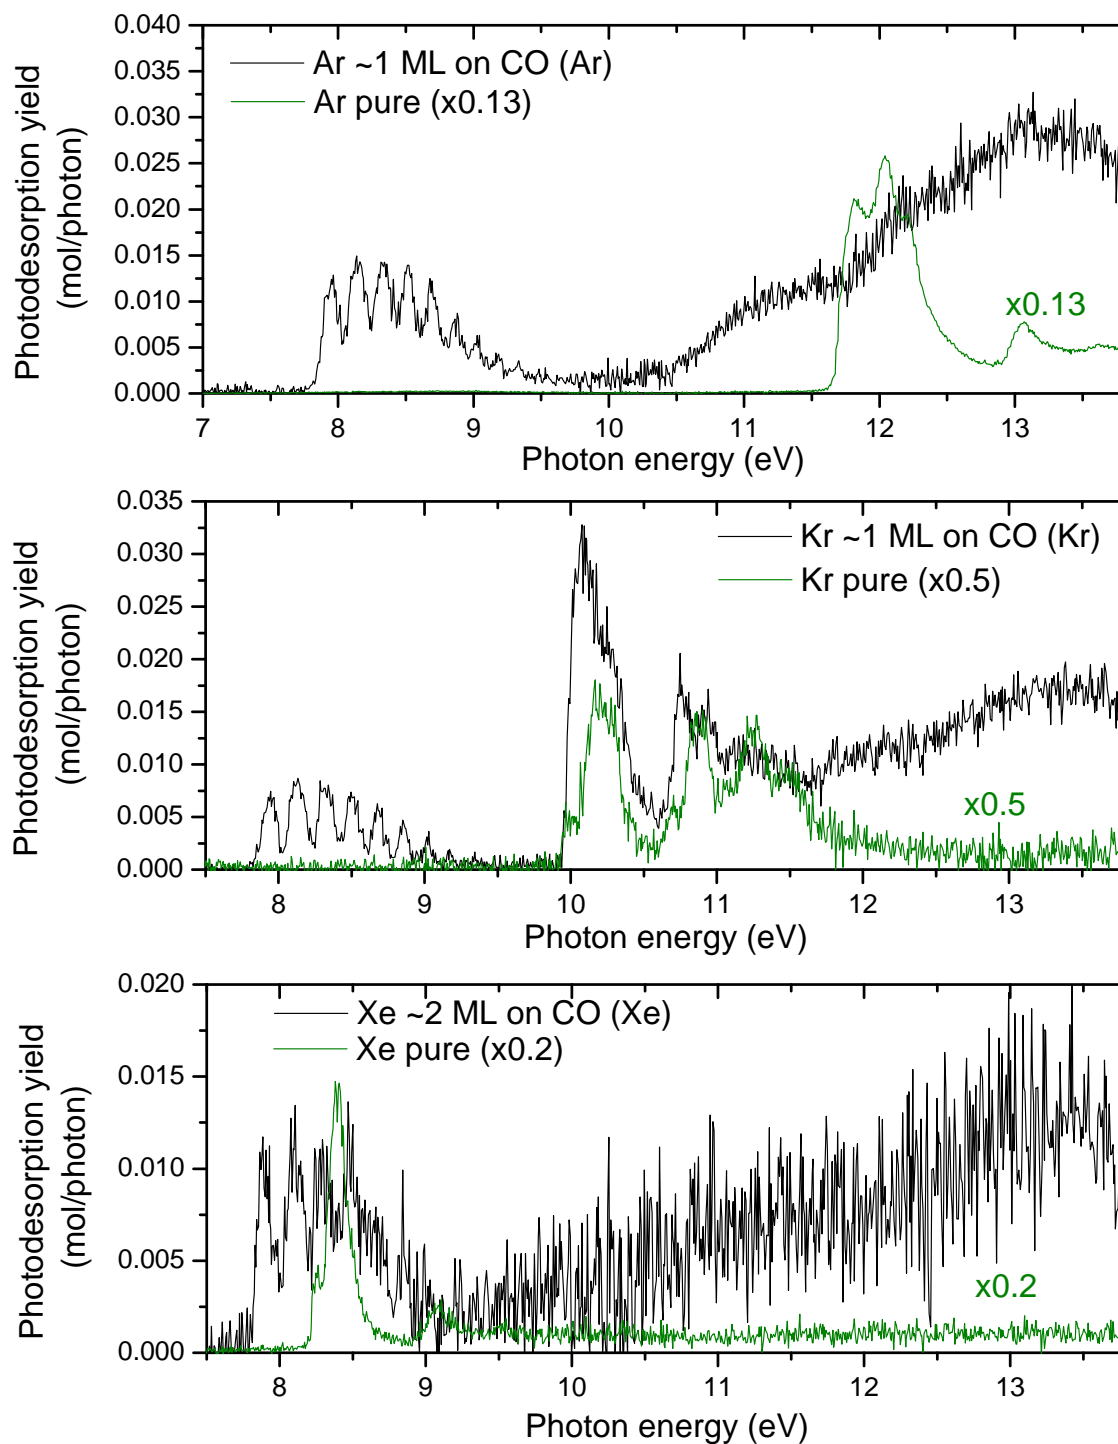 0.040
0.035
0.030
0.025
0.020
0.015
0.010
0.005
0.000
Photodesorption yield
(mol/photon)
Ar ~1 ML on CO (Ar)
Ar pure (x0.13)
x0.13
7 8 9 10 11 12 13
Photon energy (eV)
0.035
0.030
0.025
0.020
0.015
0.010
0.005
0.000
Photodesorption yield
(mol/photon)
Kr ~1 ML on CO (Kr)
Kr pure (x0.5)
x0.5
8 9 10 11 12 13
Photon energy (eV)
0.020
0.015
0.010
0.005
0.000
Photodesorption yield
(mol/photon)
Xe ~2 ML on CO (Xe)
Xe pure (x0.2)
x0.2
8 9 10 11 12 13
Photon energy (eV)